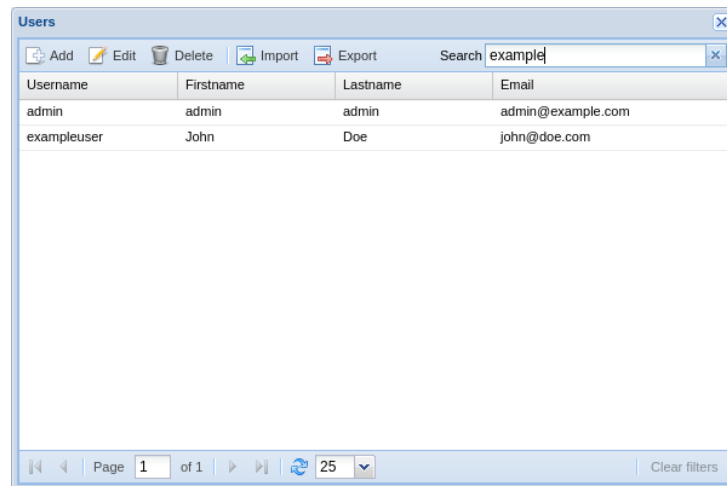 Users
Add Edit Delete Import Export Search example
Username Firstname Lastname Email
admin admin admin admin@example.com
exampleuser John Doe john@doe.com
Page 1 of 1 25 Clear filters